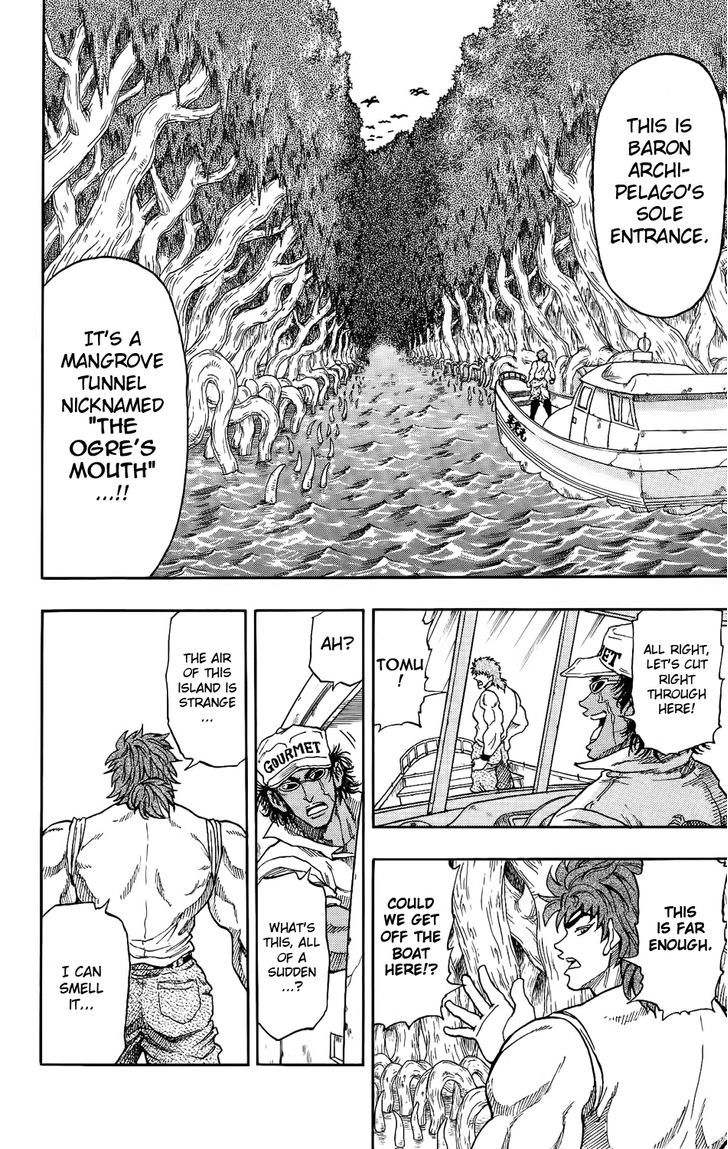 THIS IS
BARON
ARCHI-
PELAGO'S
SOLE
ENTRANCE.
IT'S A
MANGROVE
TUNNEL
NICKNAMED
"THE
OGRE'S
MOUTH"
...!!
ALL RIGHT,
LET'S CUT
RIGHT
THROUGH
HERE!
TOMU
!
THIS IS
FAR
ENOUGH.
COULD
WE GET
OFF THE
BOAT
HERE!?
AH?
GOURMET
WHAT'S
THIS, ALL
OF A
SUDDEN
...?
THE AIR
OF THIS
ISLAND IS
STRANGE
...
I CAN
SMELL
IT...